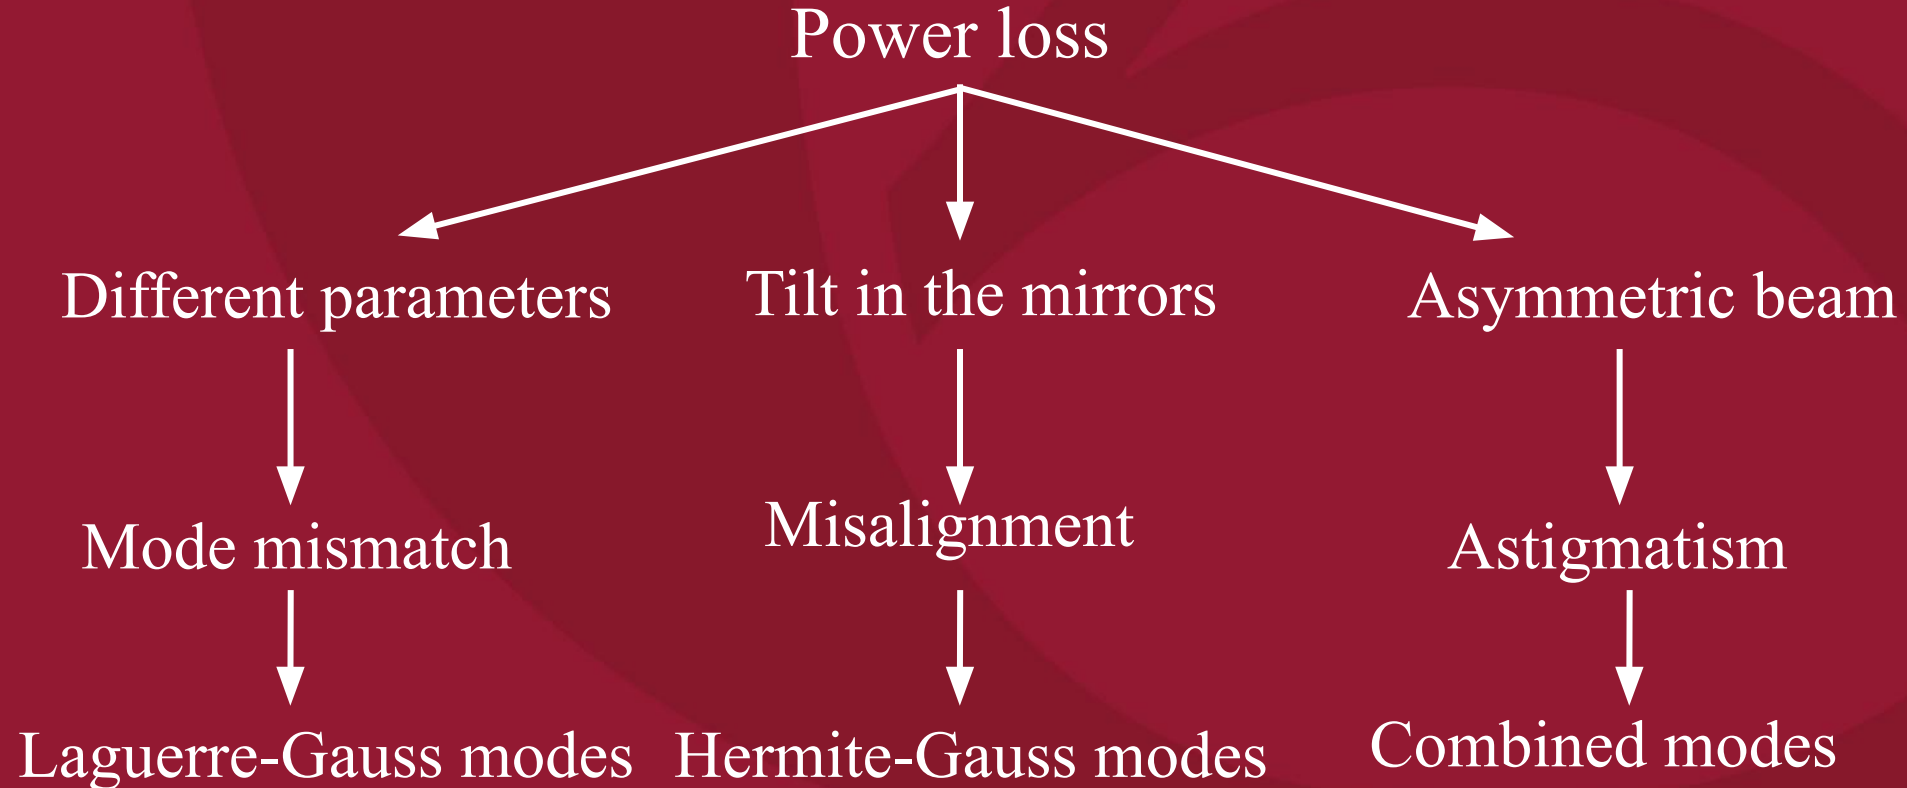 Power loss
Different parameters
Tilt in the mirrors
Asymmetric beam
Mode mismatch
Misalignment
Astigmatism
Laguerre-Gauss modes
Hermite-Gauss modes
Combined modes